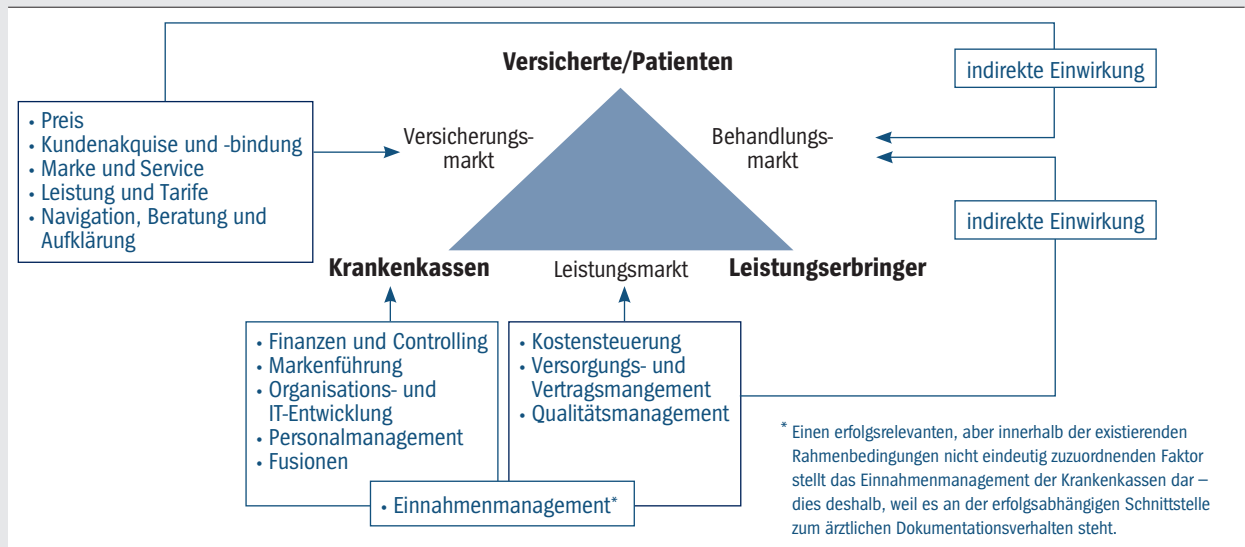 Versicherte/Patienten
indirekte Einwirkung
• Preis
• Kundenakquise und -bindung
• Marke und Service
• Leistung und Tarife
• Navigation, Beratung und
Aufklärung
Versicherungs-
markt
Behandlungs-
markt
indirekte Einwirkung
Krankenkassen
Leistungsmarkt
Leistungserbringer
• Finanzen und Controlling
• Markenführung
• Organisations- und
IT-Entwicklung
• Personalmanagement
• Fusionen
• Kostensteuerung
• Versorgungs- und
Vertragsmangement
• Qualitätsmanagement
• Einnahmenmanagement*
* Einen erfolgsrelevanten, aber innerhalb der existierenden
Rahmenbedingungen nicht eindeutig zuzuordnenden Faktor
stellt das Einnahmenmanagement der Krankenkassen dar –
dies deshalb, weil es an der erfolgsabhängigen Schnittstelle
zum ärztlichen Dokumentationsverhalten steht.